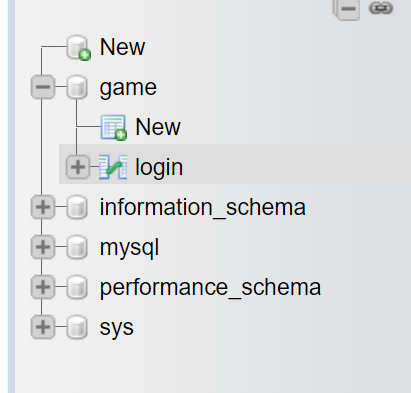 New
game
New
login
information_schema
mysql
performance_schema
sys